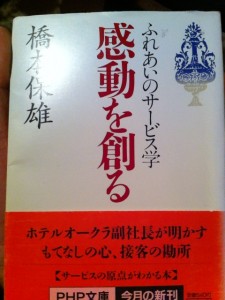 ふれあいのサービス学
感動を創る
橋本保雄
ホテルオークラ副社長が明かす
もてなしの心、接客の勘所
【サービスの原点がわかる本】
PHP文庫
今月の新刊